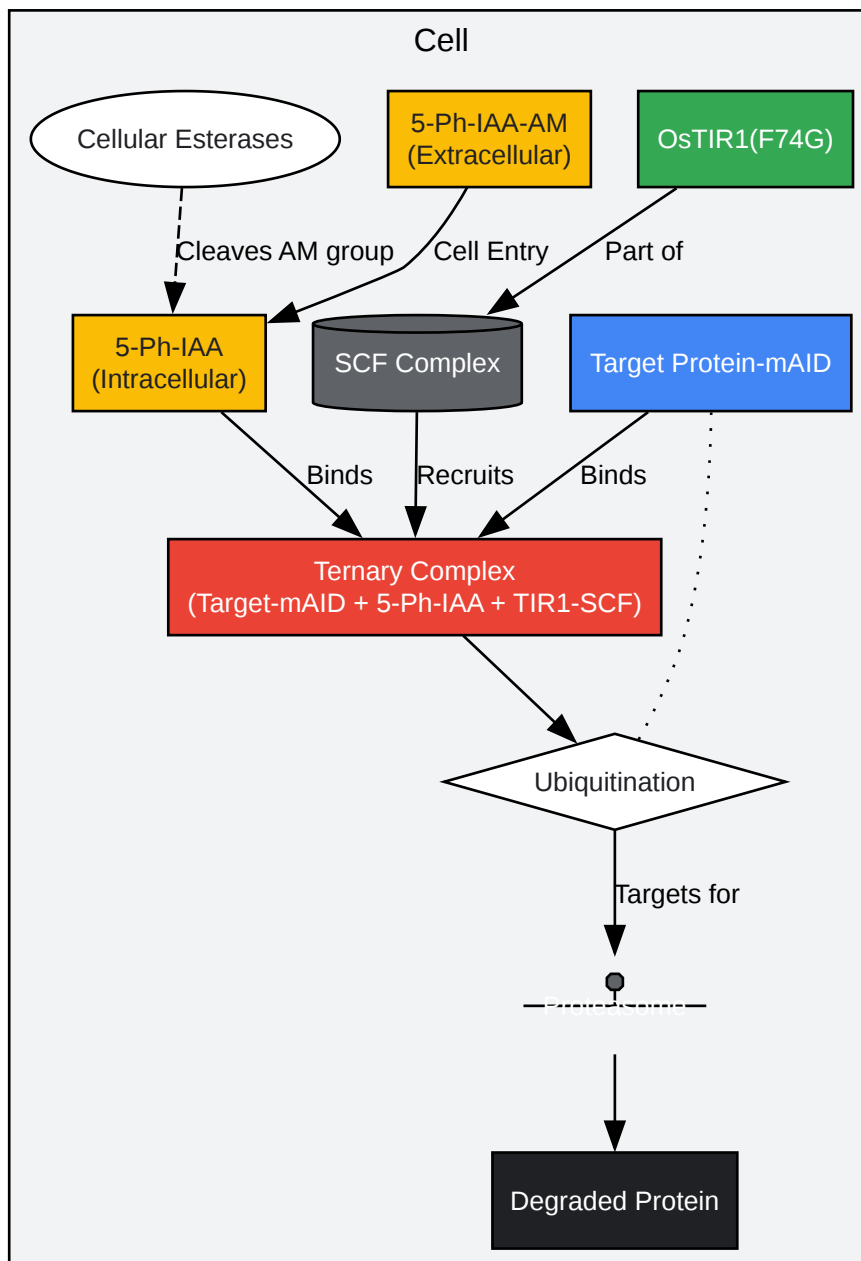 Cell
Cellular Esterases
5-Ph-IAA-AM
(Extracellular)
OsTIR1(F74G)
Cleaves AM group
Cell Entry
Part of
5-Ph-IAA
(Intracellular)
SCF Complex
Target Protein-mAID
Binds
Recruits
Binds
Ternary Complex
(Target-mAID + 5-Ph-IAA + TIR1-SCF)
Ubiquitination
Targets for
Proteasome
Degraded Protein